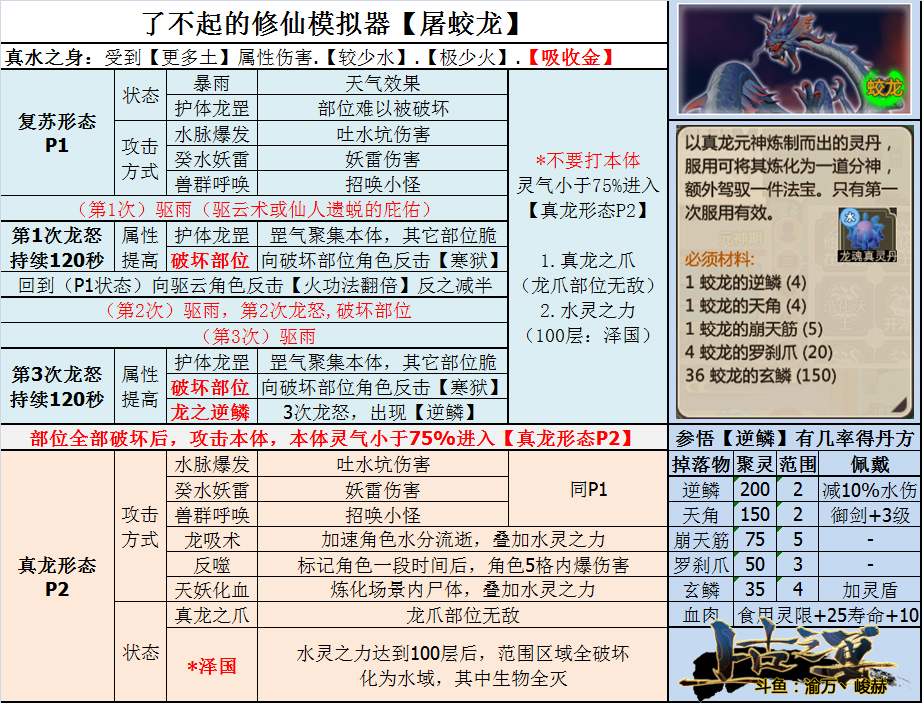 了不起的修仙模拟器【屠蛟龙】
真水之身：受到【更多土】属性伤害.【较少水】.【极少火】.【吸收金】
复苏形态
P1
状态
暴雨
天气效果
护体龙罡
部位难以被破坏
攻击
方式
水脉爆发
吐水坑伤害
癸水妖雷
妖雷伤害
兽群呼唤
招唤小怪
（第1次）驱雨（驱云术或仙人遗蜕的庇佑）
第1次龙怒
持续120秒
属性
提高
护体龙罡
罡气聚集本体，其它部位脆
破坏部位
向破坏部位角色反击【寒狱】
回到（P1状态）向驱云角色反击【火功法翻倍】反之减半
（第2次）驱雨，第2次龙怒,破坏部位
（第3次）驱雨
第3次龙怒
持续120秒
属性
提高
护体龙罡
罡气聚集本体，其它部位脆
破坏部位
向破坏部位角色反击【寒狱】
龙之逆鳞
3次龙怒，出现【逆鳞】
*不要打本体
灵气小于75%进入
【真龙形态P2】
1.真龙之爪
（龙爪部位无敌）
2.水灵之力
（100层：泽国）
部位全部破坏后，攻击本体，本体灵气小于75%进入【真龙形态P2】
真龙形态
P2
攻击
方式
水脉爆发
吐水坑伤害
癸水妖雷
妖雷伤害
兽群呼唤
招唤小怪
同P1
龙吸术
加速角色水分流逝，叠加水灵之力
反噬
标记角色一段时间后，角色5格内爆伤害
天妖化血
炼化场景内尸体，叠加水灵之力
状态
真龙之爪
龙爪部位无敌
*泽国
水灵之力达到100层后，范围区域全破坏
化为水域，其中生物全灭
蛟龙
以真龙元神炼制而出的灵丹，
服用可将其炼化为一道分神，
额外驾驭一件法宝。只有第一
次服用有效。
水
龙魂真灵丹
必须材料:
1 蛟龙的逆鳞 (4)
1 蛟龙的天角 (4)
1 蛟龙的崩天筋 (5)
4 蛟龙的罗刹爪 (20)
36 蛟龙的玄鳞 (150)
参悟【逆鳞】有几率得丹方
掉落物 聚灵 范围 佩戴
逆鳞 200 2 减10%水伤
天角 150 2 御剑+3级
崩天筋 75 5 -
罗刹爪 50 3 -
玄鳞 35 4 加灵盾
血肉 食用灵限+25寿命+10
上古之算
斗鱼：渝万丶峻赫